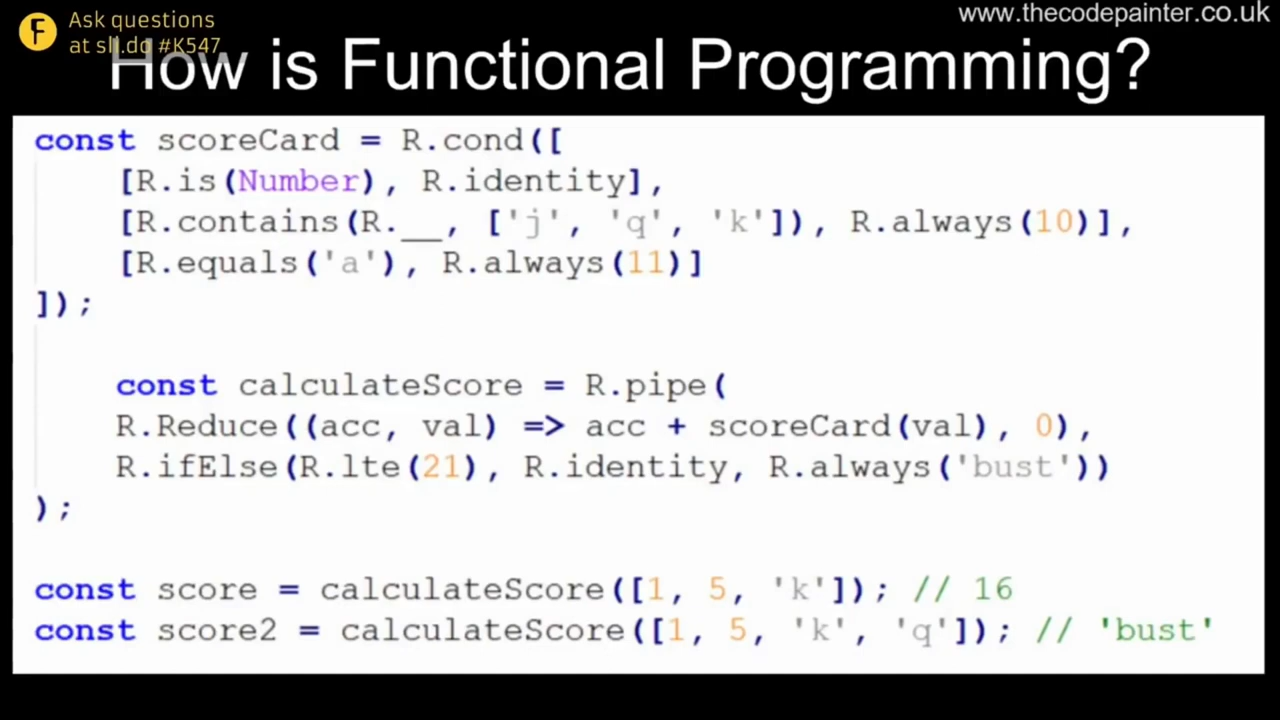 Ask questions
at sli.do #K547
www.thecodepainter.co.uk
How is Functional Programming?
const scoreCard = R.cond([
[R.is(Number), R.identity],
[R.contains(R.__, ['j', 'q', 'k']), R.always(10)],
[R.equals('a'), R.always(11)]
]);
const calculateScore = R.pipe(
R.Reduce((acc, val) => acc + scoreCard(val), 0),
R.ifElse(R.lte(21), R.identity, R.always('bust'))
);
const score = calculateScore([1, 5, 'k']); // 16
const score2 = calculateScore([1, 5, 'k', 'q']); // 'bust'